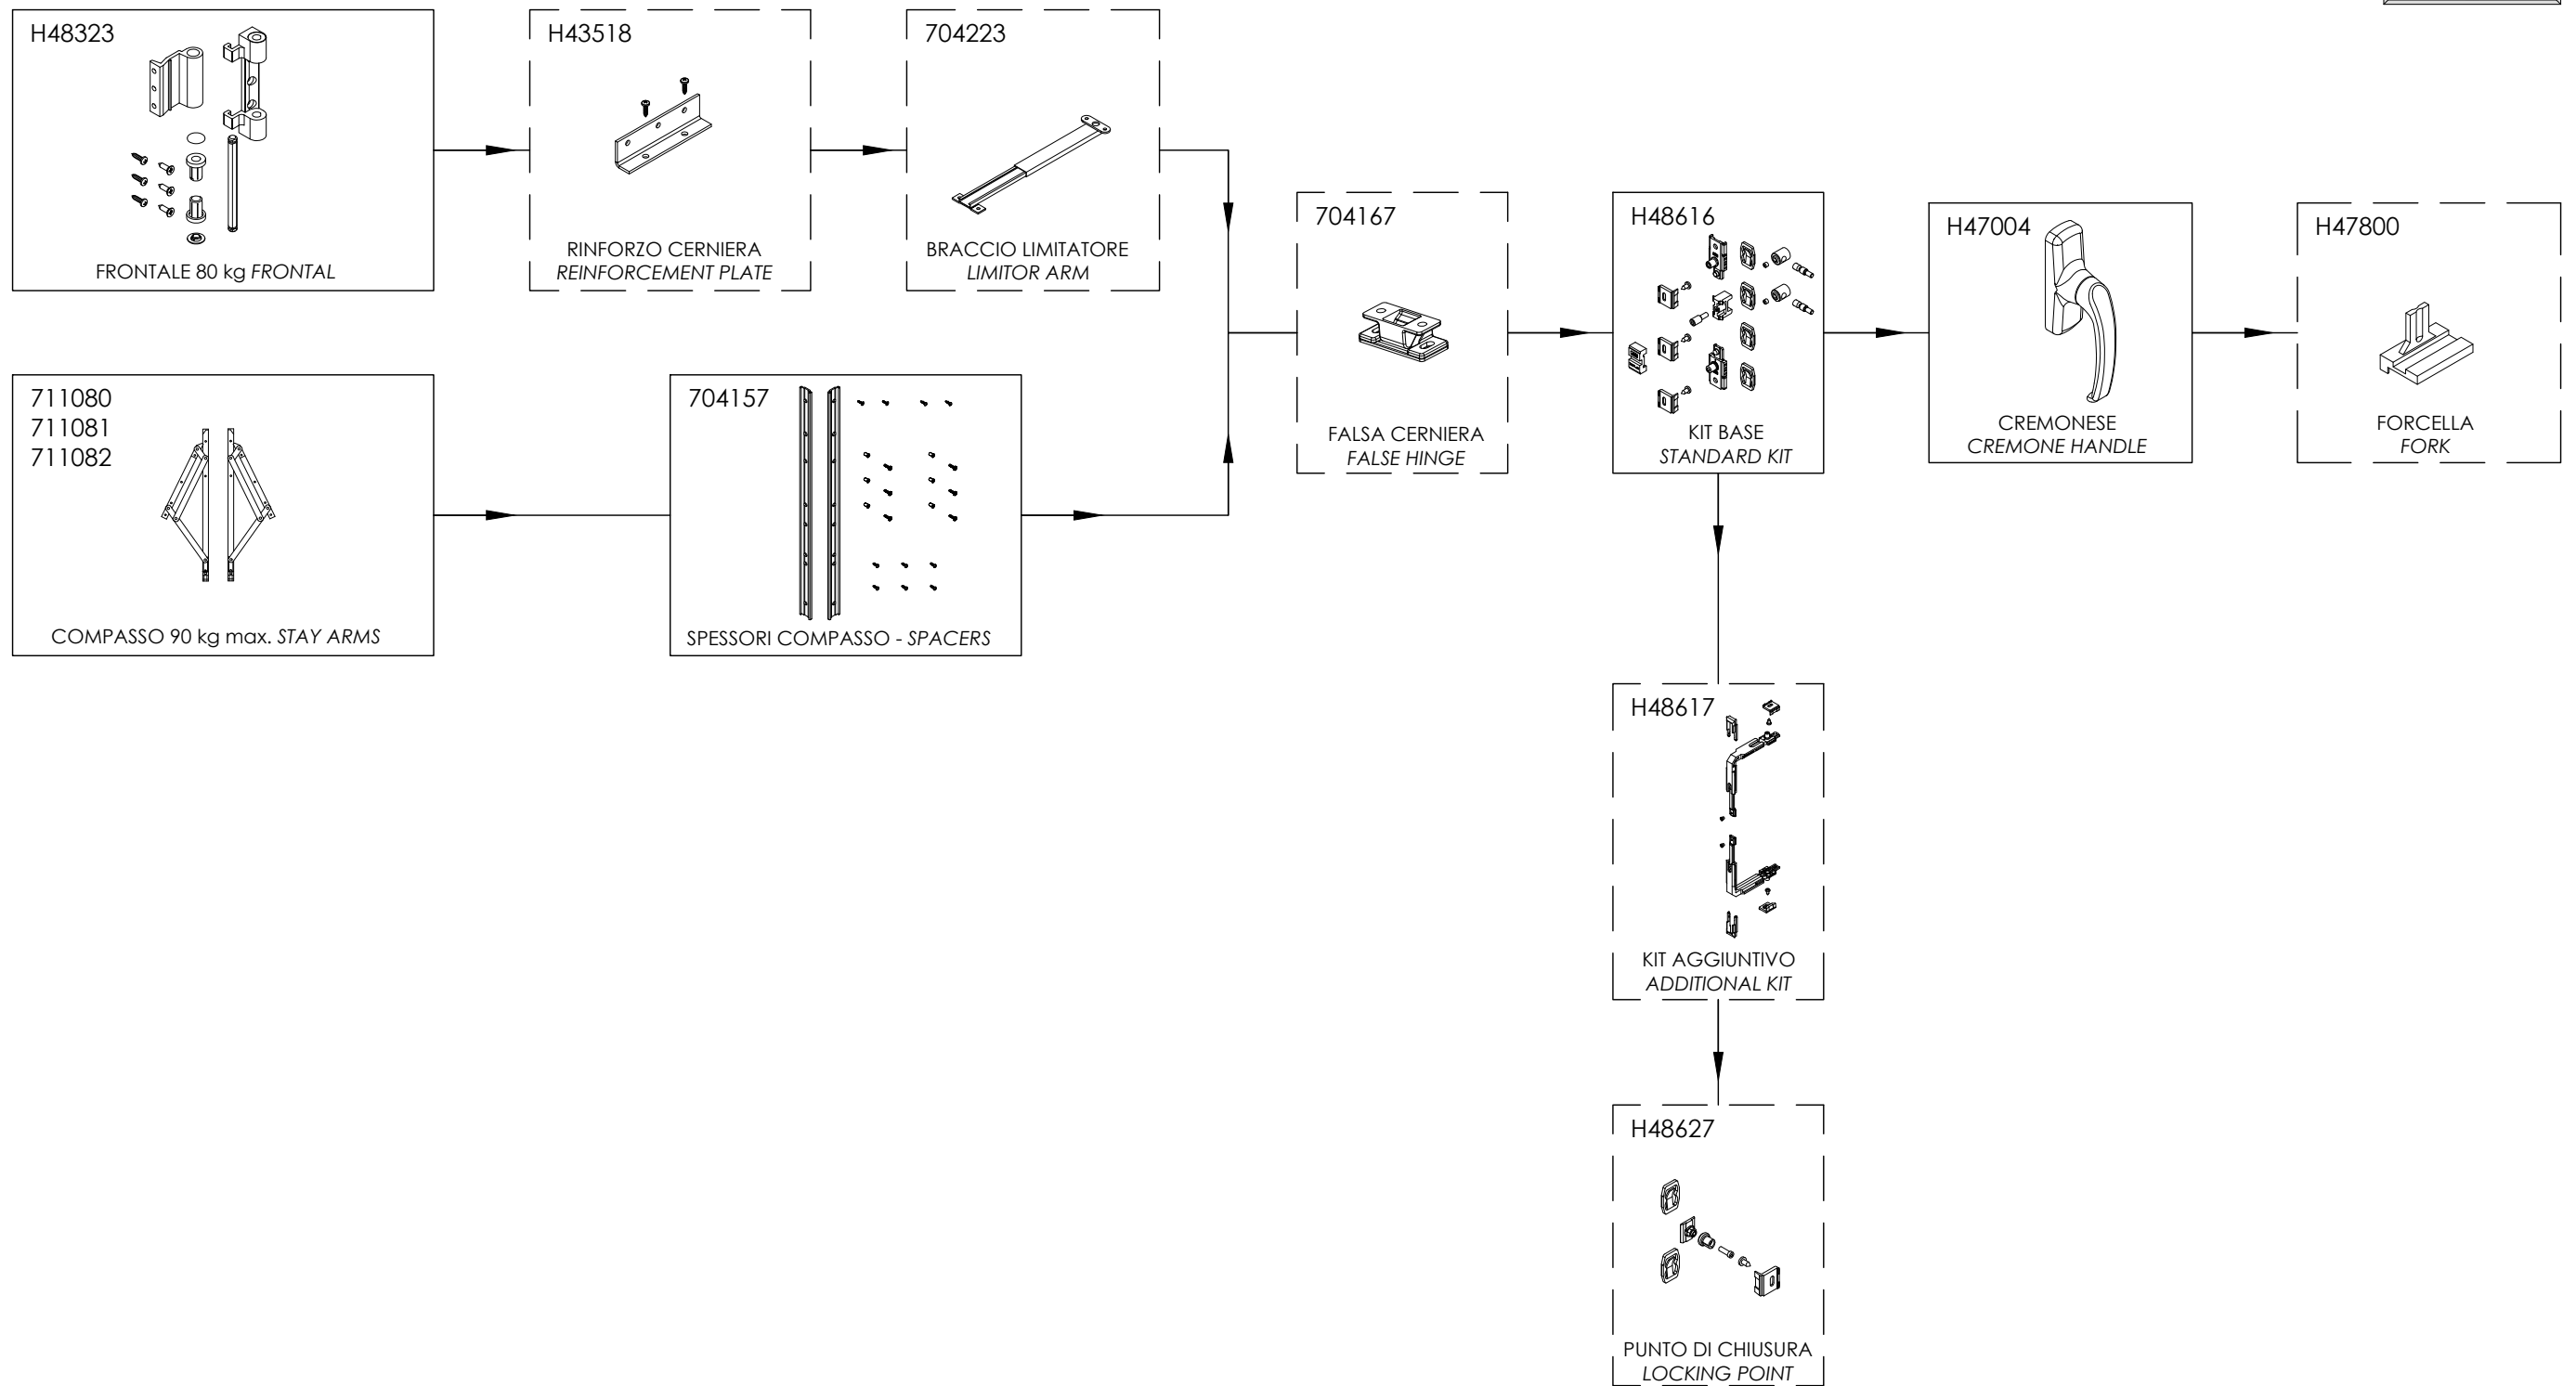 H48323
FRONTALE 80 kg FRONTAL
H43518
RINFORZO CERNIERA
REINFORCEMENT PLATE
704223
BRACCIO LIMITATORE
LIMITOR ARM
711080
711081
711082
COMPASSO 90 kg max. STAY ARMS
704157
SPESSORI COMPASSO - SPACERS
704167
FALSA CERNIERA
FALSE HINGE
H48616
KIT BASE
STANDARD KIT
H47004
CREMONESE
CREMONE HANDLE
H47800
FORCELLA
FORK
H48617
KIT AGGIUNTIVO
ADDITIONAL KIT
H48627
PUNTO DI CHIUSURA
LOCKING POINT